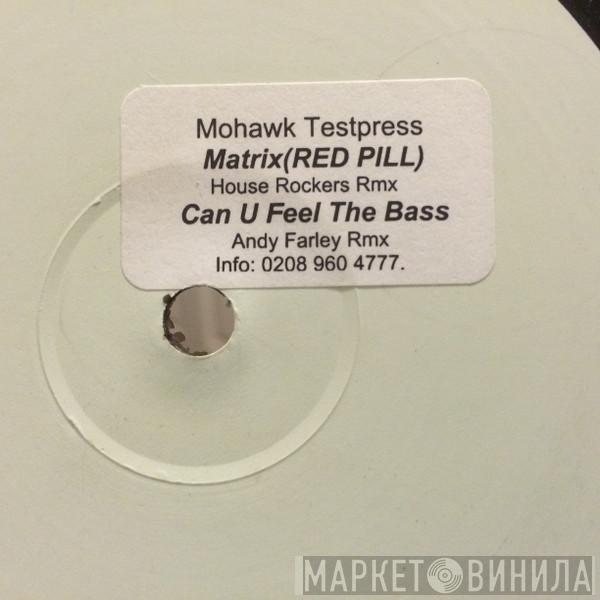 Mohawk Testpress
Matrix(RED PILL)
House Rockers Rmx
Can U Feel The Bass
Andy Farley Rmx
Info: 0208 960 4777.
МАРКЕТ ВИНИЛА